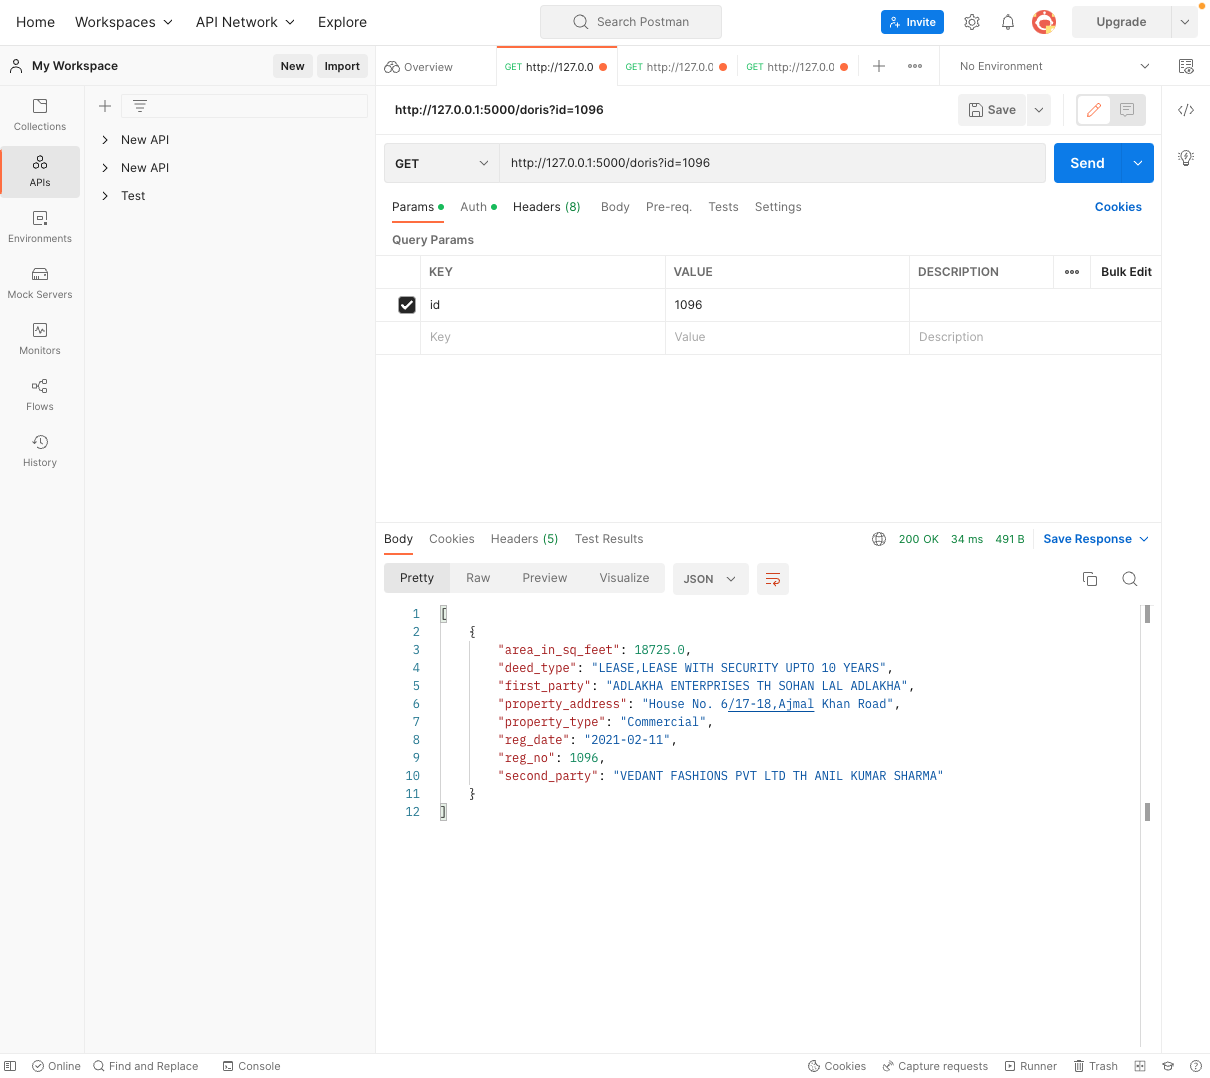 Home
Workspaces
API Network
Explore
Search Postman
Invite
Upgrade
My Workspace
New
Import
Overview
GET http://127.0.0
GET http://127.0.0
GET http://127.0.0
No Environment
Collections
APIs
Environments
Mock Servers
Monitors
Flows
History
New API
New API
Test
http://127.0.0.1:5000/doris?id=1096
Save
GET
http://127.0.0.1:5000/doris?id=1096
Send
Params
Auth
Headers (8)
Body
Pre-req.
Tests
Settings
Cookies
Query Params
KEY
VALUE
DESCRIPTION
Bulk Edit
id
1096
Key
Value
Description
Body
Cookies
Headers (5)
Test Results
200 OK
34 ms
491 B
Save Response
Pretty
Raw
Preview
Visualize
JSON
1 [
2 {
3 "area_in_sq_feet": 18725.0,
4 "deed_type": "LEASE,LEASE WITH SECURITY UPTO 10 YEARS",
5 "first_party": "ADLAKHA ENTERPRISES TH SOHAN LAL ADLAKHA",
6 "property_address": "House No. 6/17-18,Ajmal Khan Road",
7 "property_type": "Commercial",
8 "reg_date": "2021-02-11",
9 "reg_no": 1096,
10 "second_party": "VEDANT FASHIONS PVT LTD TH ANIL KUMAR SHARMA"
11 }
12 ]
Online
Find and Replace
Console
Cookies
Capture requests
Runner
Trash